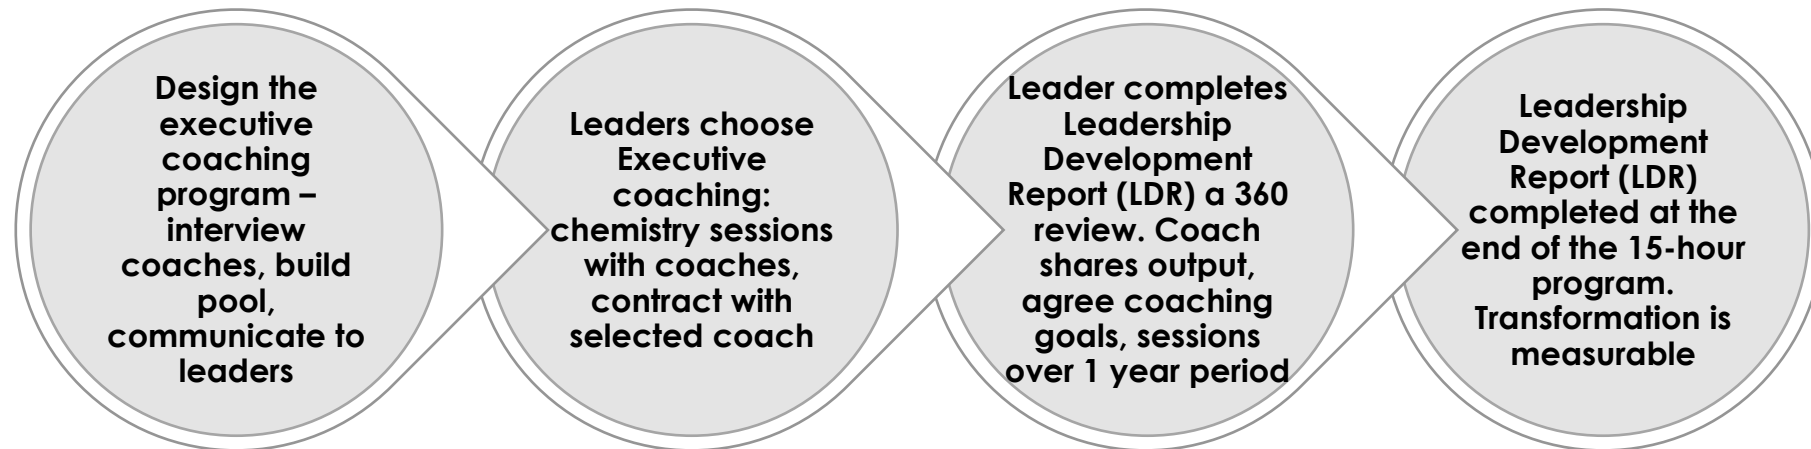 Design the
executive
coaching
program –
interview
coaches, build
pool,
communicate to
leaders
Leaders choose
Executive
coaching:
chemistry sessions
with coaches,
contract with
selected coach
Leader completes
Leadership
Development
Report (LDR) a 360
review. Coach
shares output,
agree coaching
goals, sessions
over 1 year period
Leadership
Development
Report (LDR)
completed at the
end of the 15-hour
program.
Transformation is
measurable